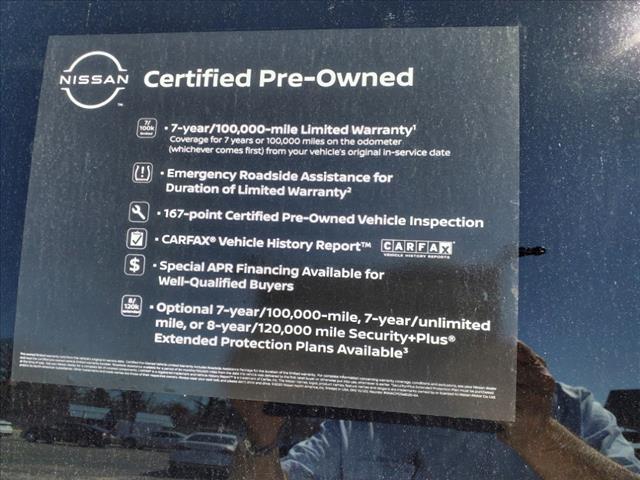 NISSAN
Certified Pre-Owned
7/
100k
limited
• 7-year/100,000-mile Limited Warranty¹
Coverage for 7 years or 100,000 miles on the odometer
(whichever comes first) from your vehicle's original in-service date
• Emergency Roadside Assistance for
Duration of Limited Warranty²
• 167-point Certified Pre-Owned Vehicle Inspection
• CARFAX® Vehicle History Report™
CARFAX
VEHICLE HISTORY REPORTS
$
• Special APR Financing Available for
Well-Qualified Buyers
8/
120k
extended
• Optional 7-year/100,000-mile, 7-year/unlimited
mile, or 8-year/120,000 mile Security+Plus®
Extended Protection Plans Available³